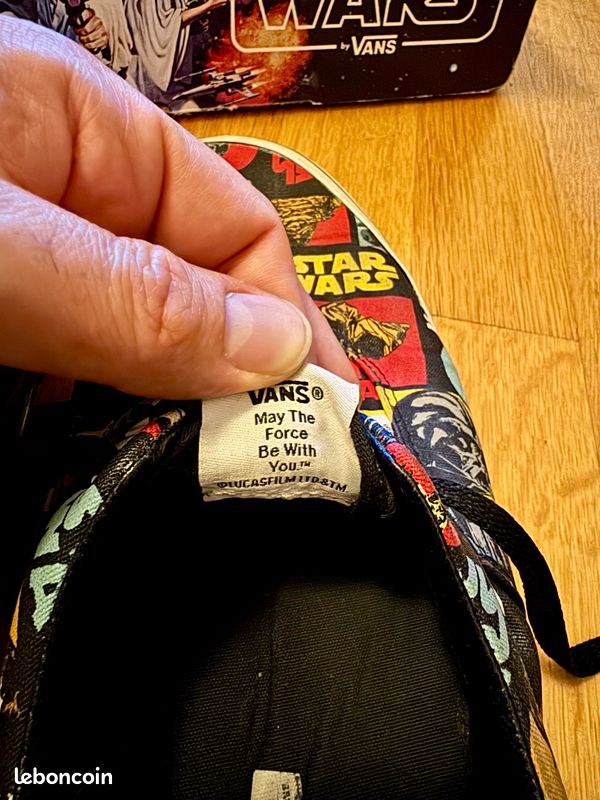 WARS
by VANS
STAR
WARS
VANS®
May The
Force
Be With
You.™
©LUCASFILM LTD.&TM
leboncoin